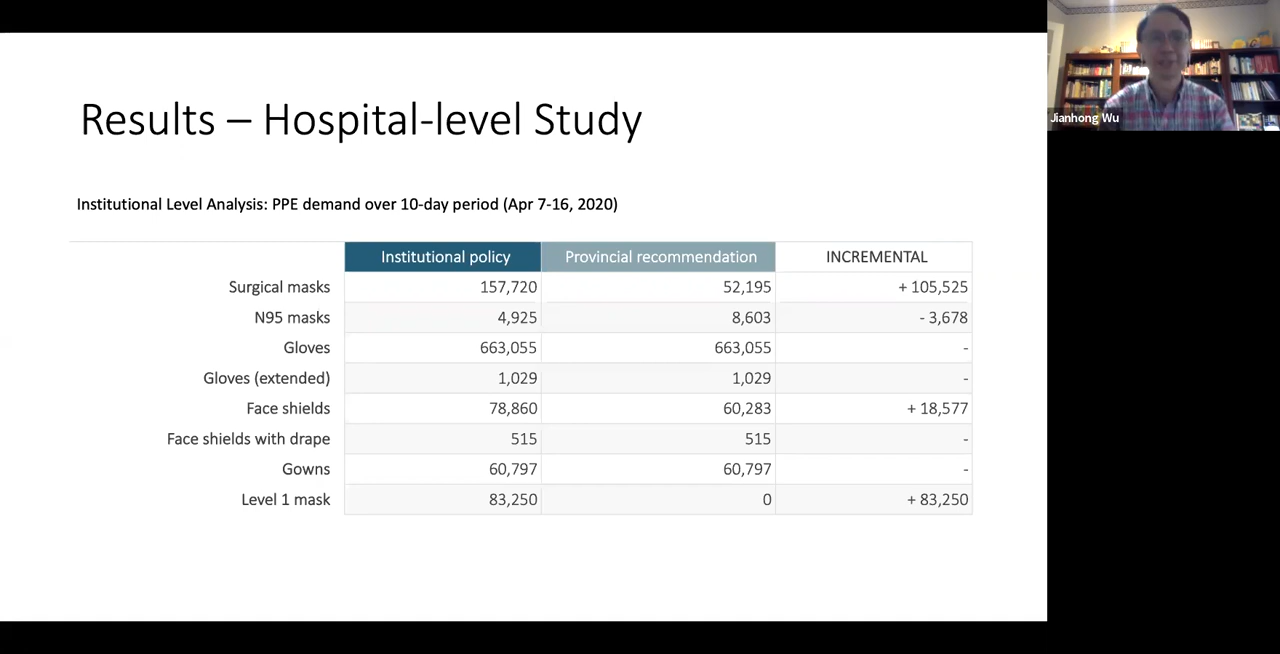 Results – Hospital-level Study
Jianhong Wu
Institutional Level Analysis: PPE demand over 10-day period (Apr 7-16, 2020)
Institutional policy Provincial recommendation INCREMENTAL
Surgical masks 157,720 52,195 + 105,525
N95 masks 4,925 8,603 - 3,678
Gloves 663,055 663,055 -
Gloves (extended) 1,029 1,029 -
Face shields 78,860 60,283 + 18,577
Face shields with drape 515 515 -
Gowns 60,797 60,797 -
Level 1 mask 83,250 0 + 83,250